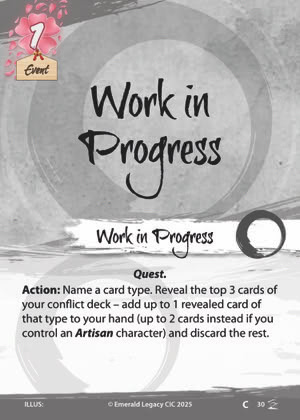 1
Event
Work in
Progress
Work in Progress
Quest.
Action: Name a card type. Reveal the top 3 cards of
your conflict deck – add up to 1 revealed card of
that type to your hand (up to 2 cards instead if you
control an Artisan character) and discard the rest.
ILLUS: © Emerald Legacy CIC 2025 C 30